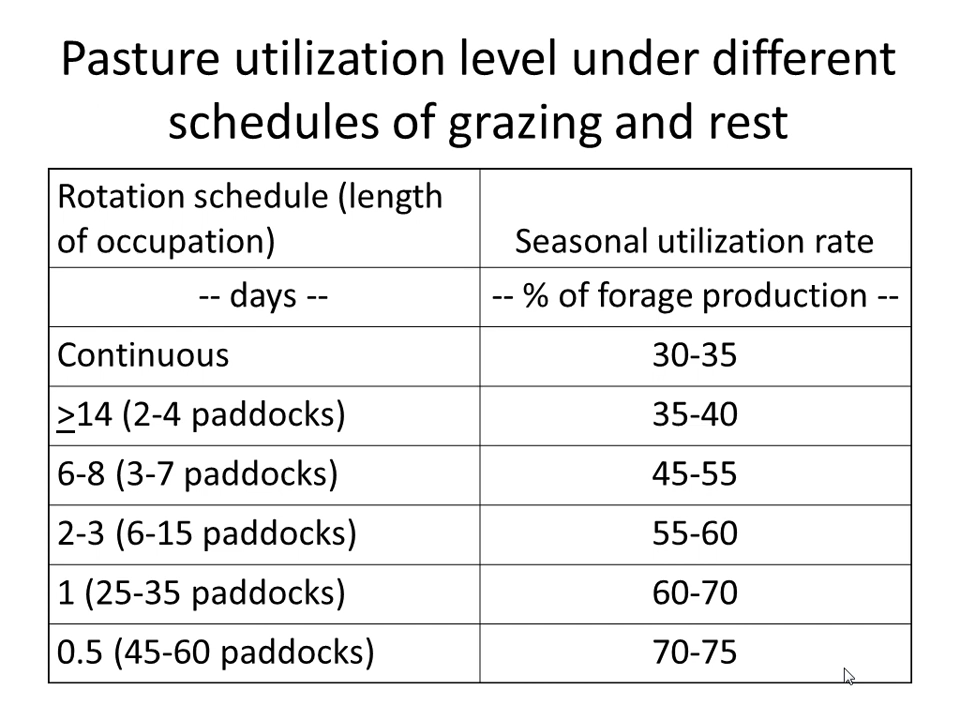 Pasture utilization level under different
schedules of grazing and rest
Rotation schedule (length
of occupation)
Seasonal utilization rate
-- days --
-- % of forage production --
Continuous
30-35
≥14 (2-4 paddocks)
35-40
6-8 (3-7 paddocks)
45-55
2-3 (6-15 paddocks)
55-60
1 (25-35 paddocks)
60-70
0.5 (45-60 paddocks)
70-75